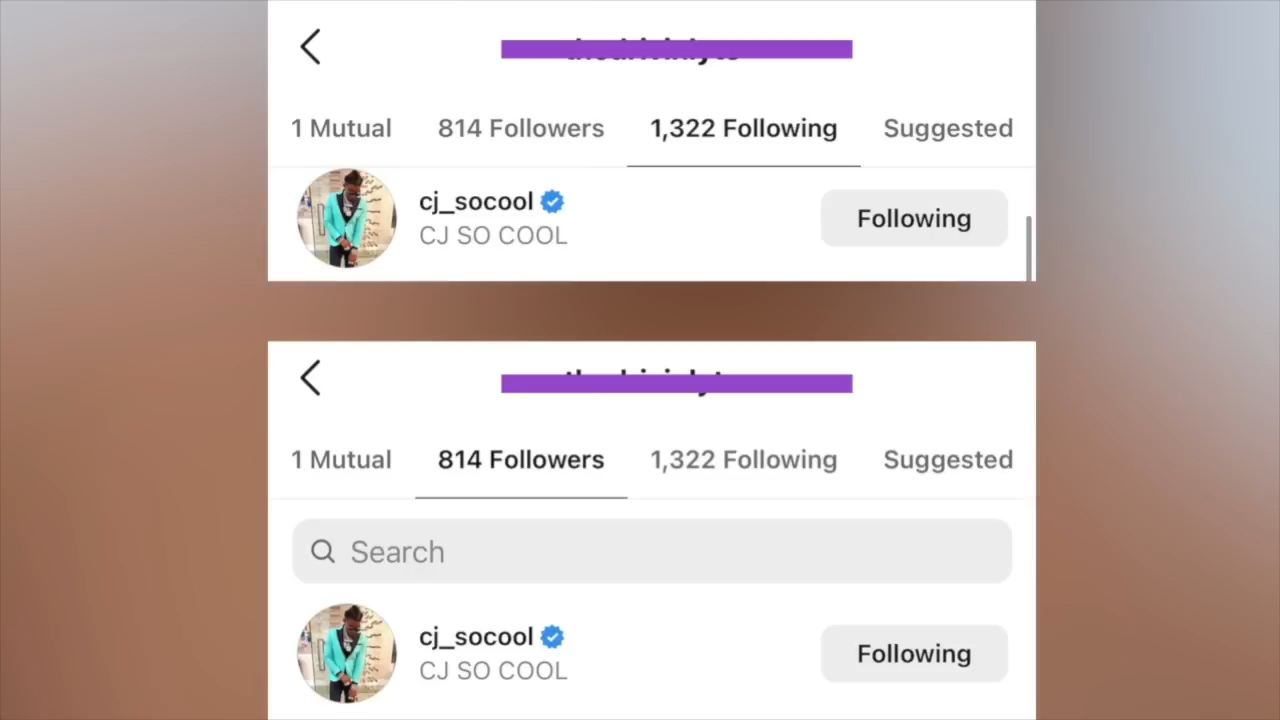 1 Mutual 814 Followers 1,322 Following Suggested
cj_socool Following
CJ SO COOL
1 Mutual 814 Followers 1,322 Following Suggested
Search
cj_socool Following
CJ SO COOL